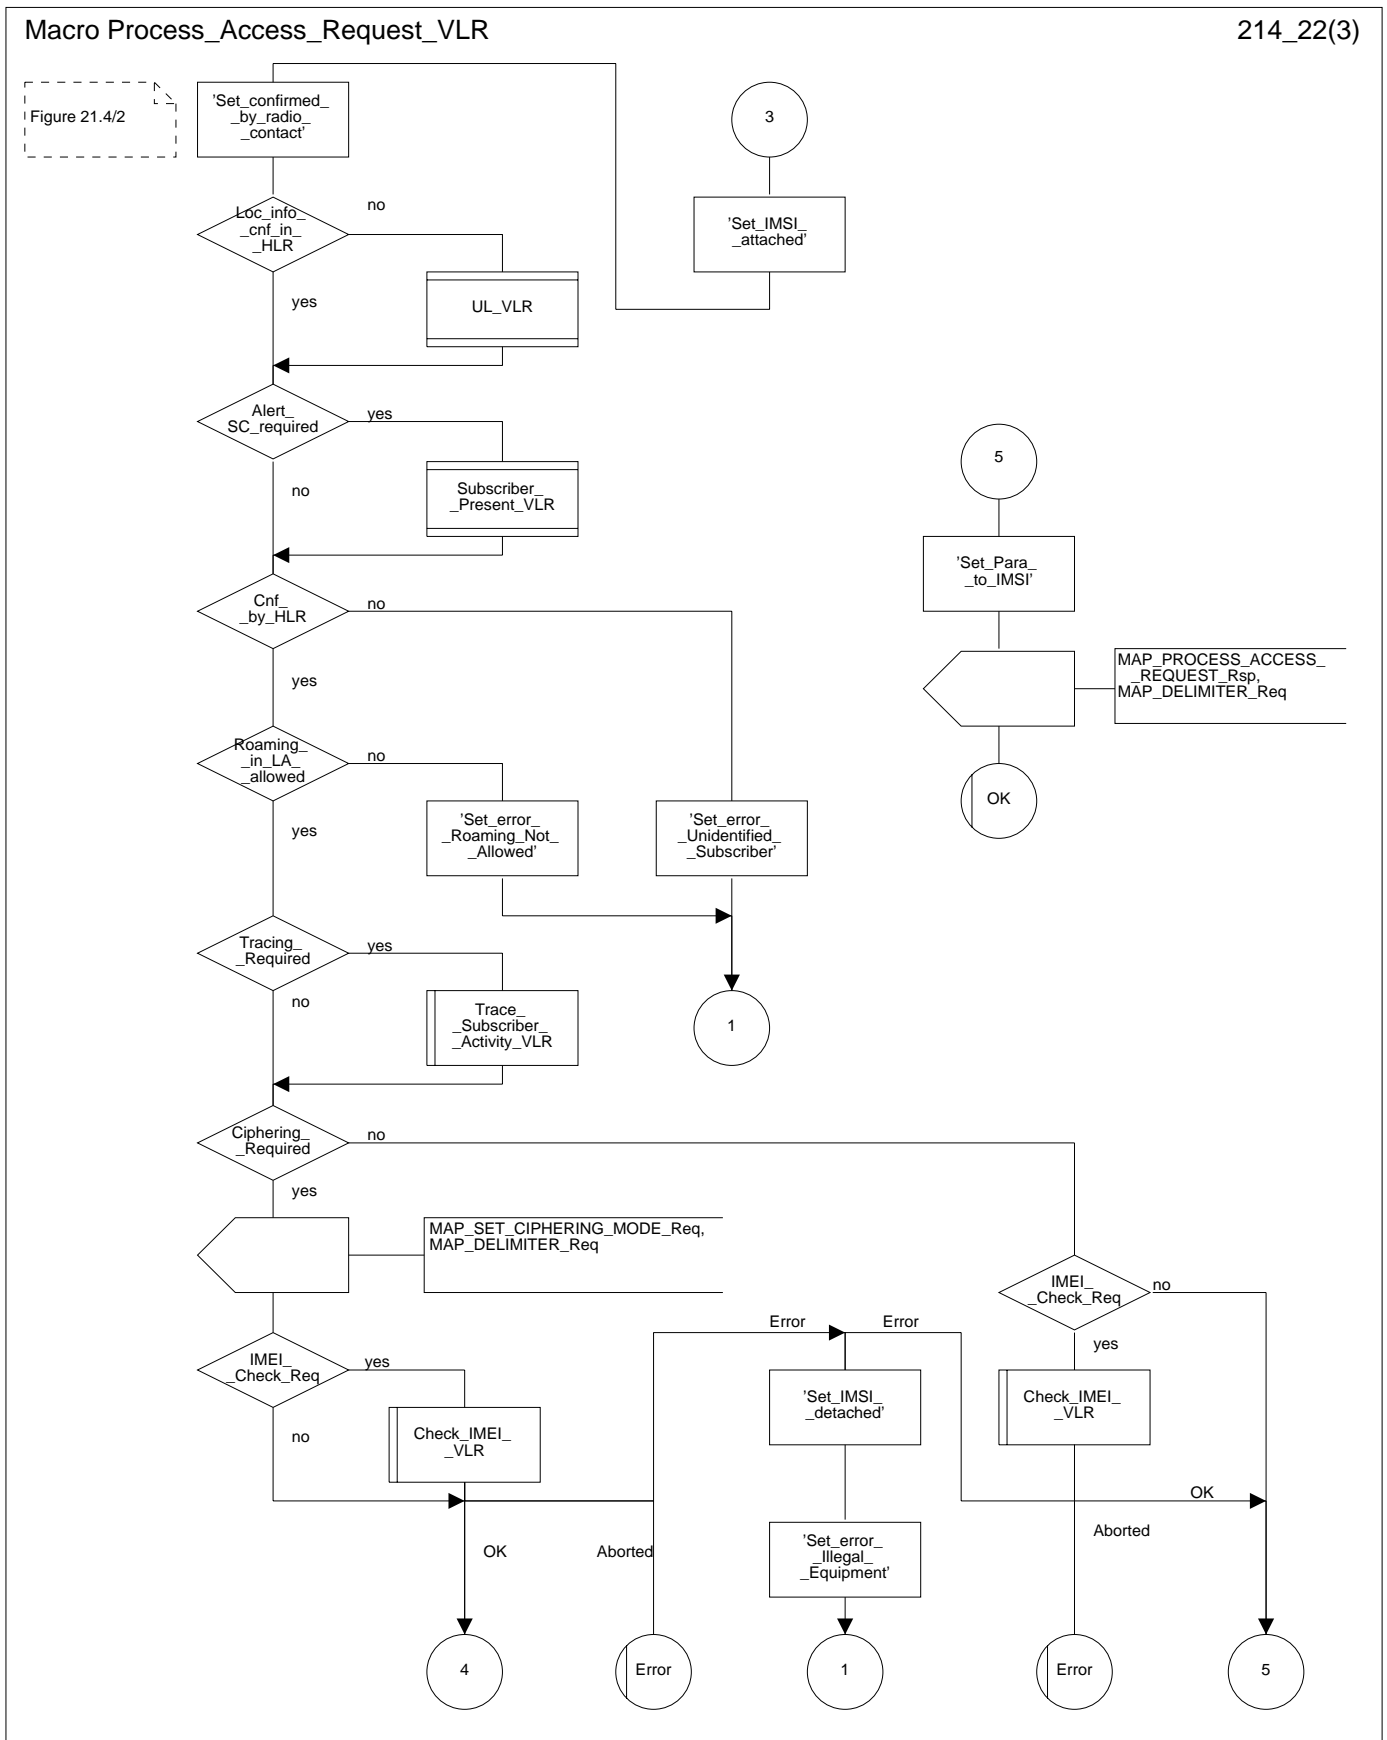 Macro Process_Access_Request_VLR
214_22(3)
Figure 21.4/2
'Set_confirmed_
_by_radio_
_contact'
3
Loc_info_
_cnf_in_
_HLR
no
yes
'Set_IMSI_
_attached'
UL_VLR
Alert_
SC_required
yes
no
Subscriber_
_Present_VLR
5
'Set_Para_
_to_IMSI'
Cnf_
_by_HLR
no
yes
MAP_PROCESS_ACCESS_
_REQUEST_Rsp,
MAP_DELIMITER_Req
Roaming_
_in_LA_
_allowed
no
yes
'Set_error_
_Roaming_Not_
_Allowed'
'Set_error_
_Unidentified_
_Subscriber'
OK
Tracing_
_Required
yes
no
Trace_
_Subscriber_
_Activity_VLR
1
Ciphering_
_Required
no
yes
MAP_SET_CIPHERING_MODE_Req,
MAP_DELIMITER_Req
IMEI_
_Check_Req
no
yes
Error
Error
IMEI_
_Check_Req
yes
no
Check_IMEI_
_VLR
'Set_IMSI_
_detached'
Check_IMEI_
_VLR
OK
OK
Aborted
Aborted
'Set_error_
_Illegal_
_Equipment'
4
Error
1
Error
5